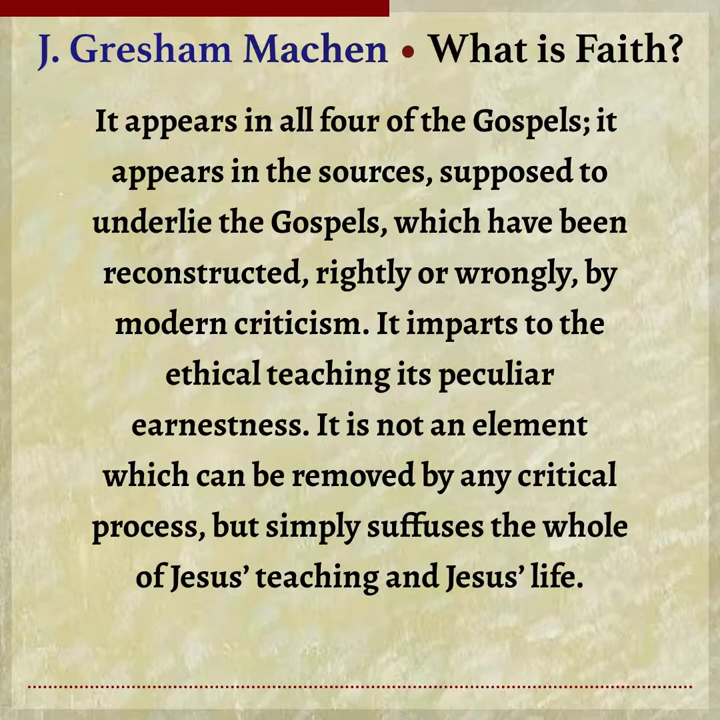 J. Gresham Machen • What is Faith?
It appears in all four of the Gospels; it
appears in the sources, supposed to
underlie the Gospels, which have been
reconstructed, rightly or wrongly, by
modern criticism. It imparts to the
ethical teaching its peculiar
earnestness. It is not an element
which can be removed by any critical
process, but simply suffuses the whole
of Jesus’ teaching and Jesus’ life.